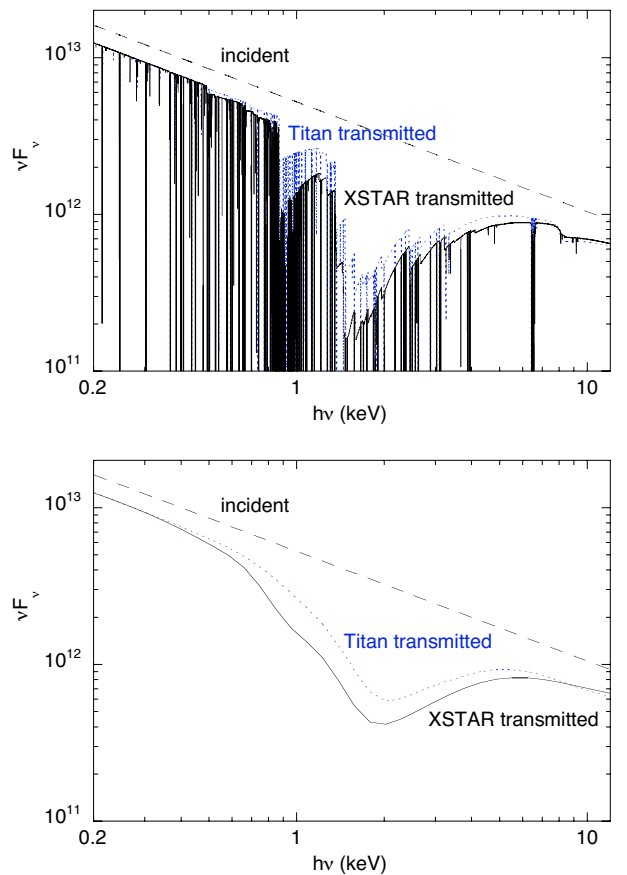 10^13
incident
Titan transmitted
νF_ν
XSTAR transmitted
10^12
10^11
0.2
1
10
hν (keV)
10^13
incident
νF_ν
Titan transmitted
10^12
XSTAR transmitted
10^11
0.2
1
10
hν (keV)